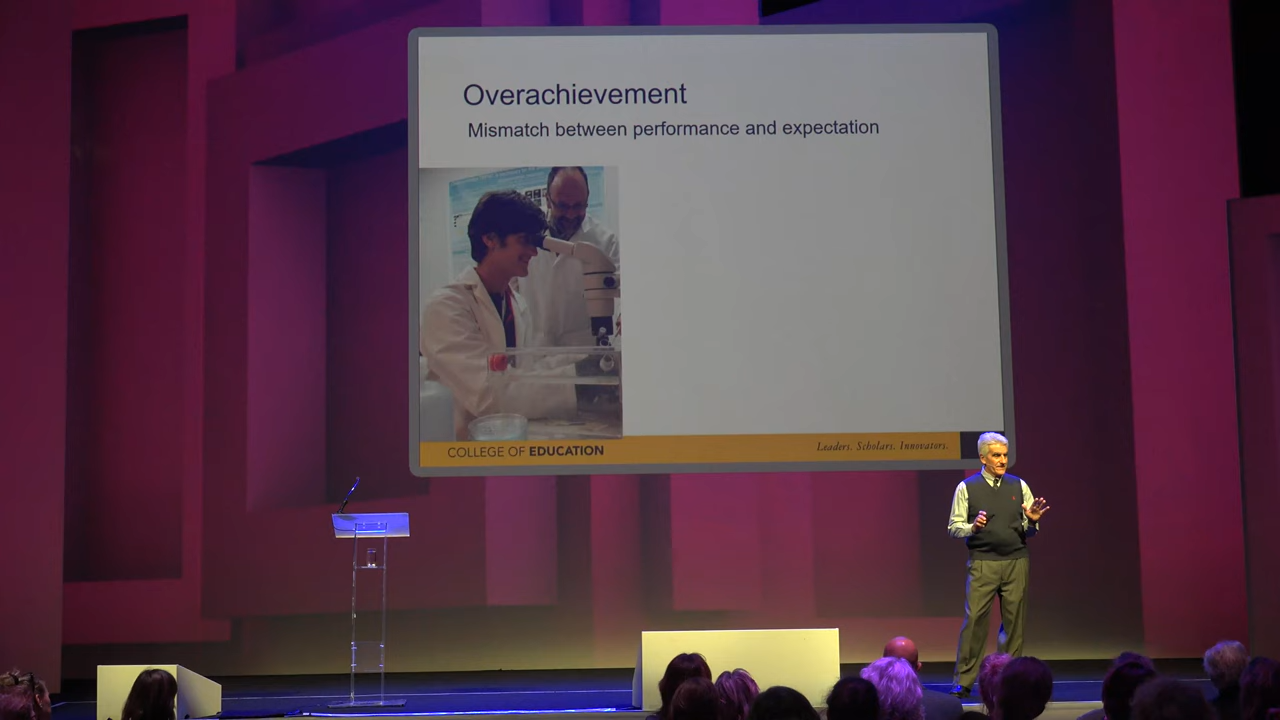 Overachievement
Mismatch between performance and expectation
COLLEGE OF EDUCATION
Leaders. Scholars. Innovators.